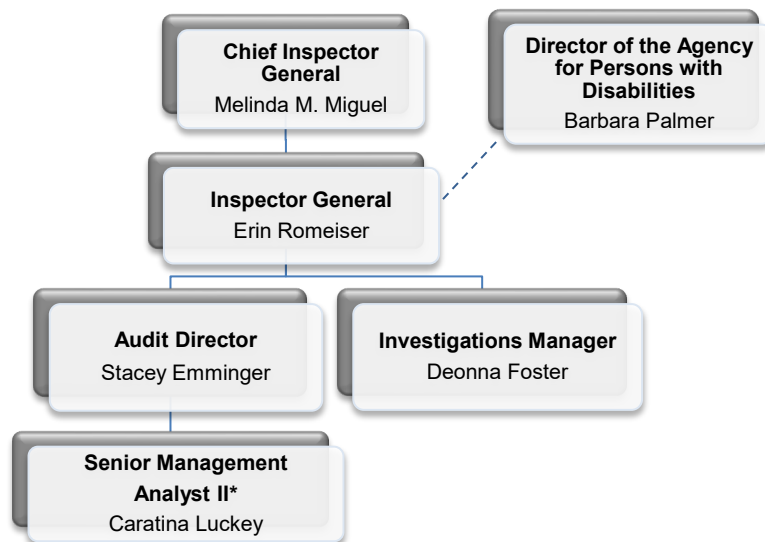 Chief Inspector
General
Melinda M. Miguel
Director of the Agency
for Persons with
Disabilities
Barbara Palmer
Inspector General
Erin Romeiser
Audit Director
Stacey Emminger
Investigations Manager
Deonna Foster
Senior Management
Analyst II*
Caratina Luckey